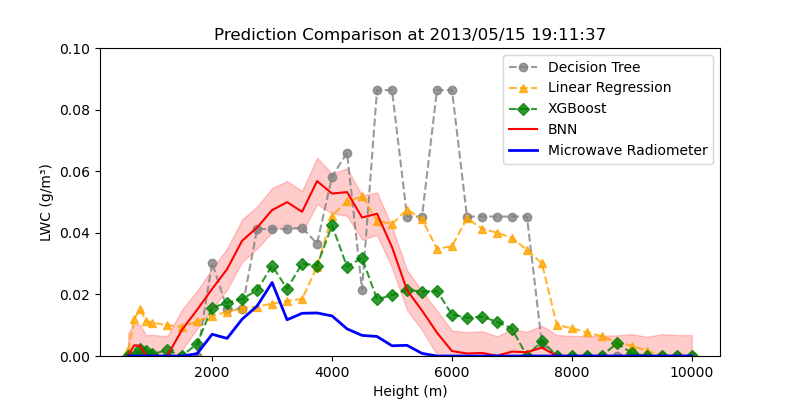 Prediction Comparison at 2013/05/15 19:11:37
0.10
0.08
0.06
0.04
0.02
0.00
LWC (g/m³)
Decision Tree
Linear Regression
XGBoost
BNN
Microwave Radiometer
2000 4000 6000 8000 10000
Height (m)